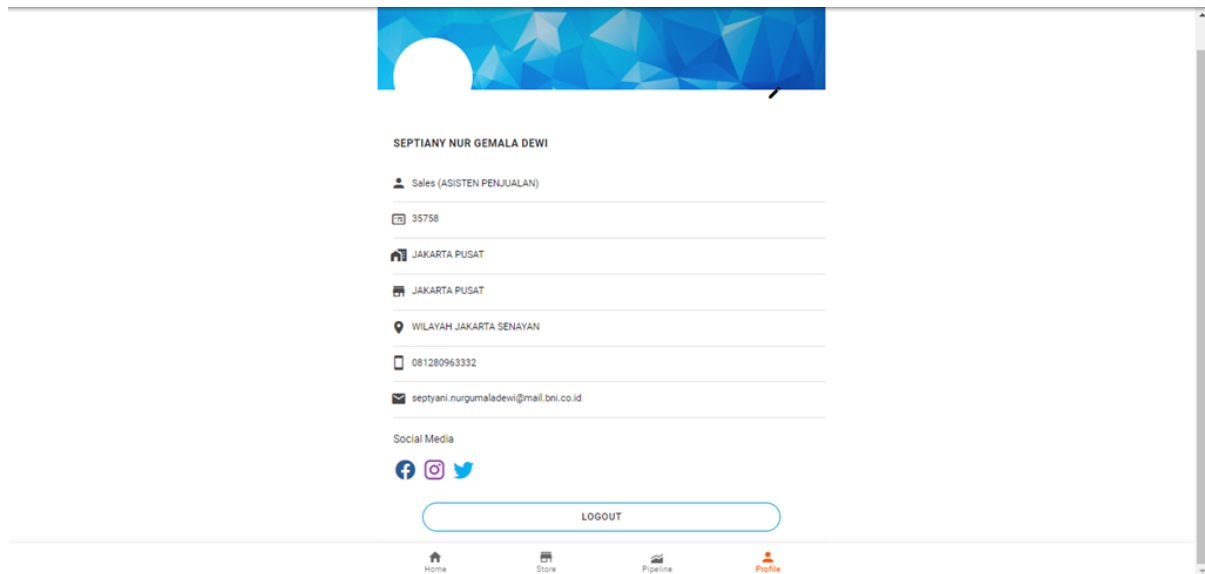 SEPTIANY NUR GEMALA DEWI
Sales (ASISTEN PENJUALAN)
35758
JAKARTA PUSAT
JAKARTA PUSAT
WILAYAH JAKARTA SENAYAN
081280963332
septyani.nurgumaladewi@mail.bni.co.id
Social Media
LOGOUT
Home Store Pipeline Profile